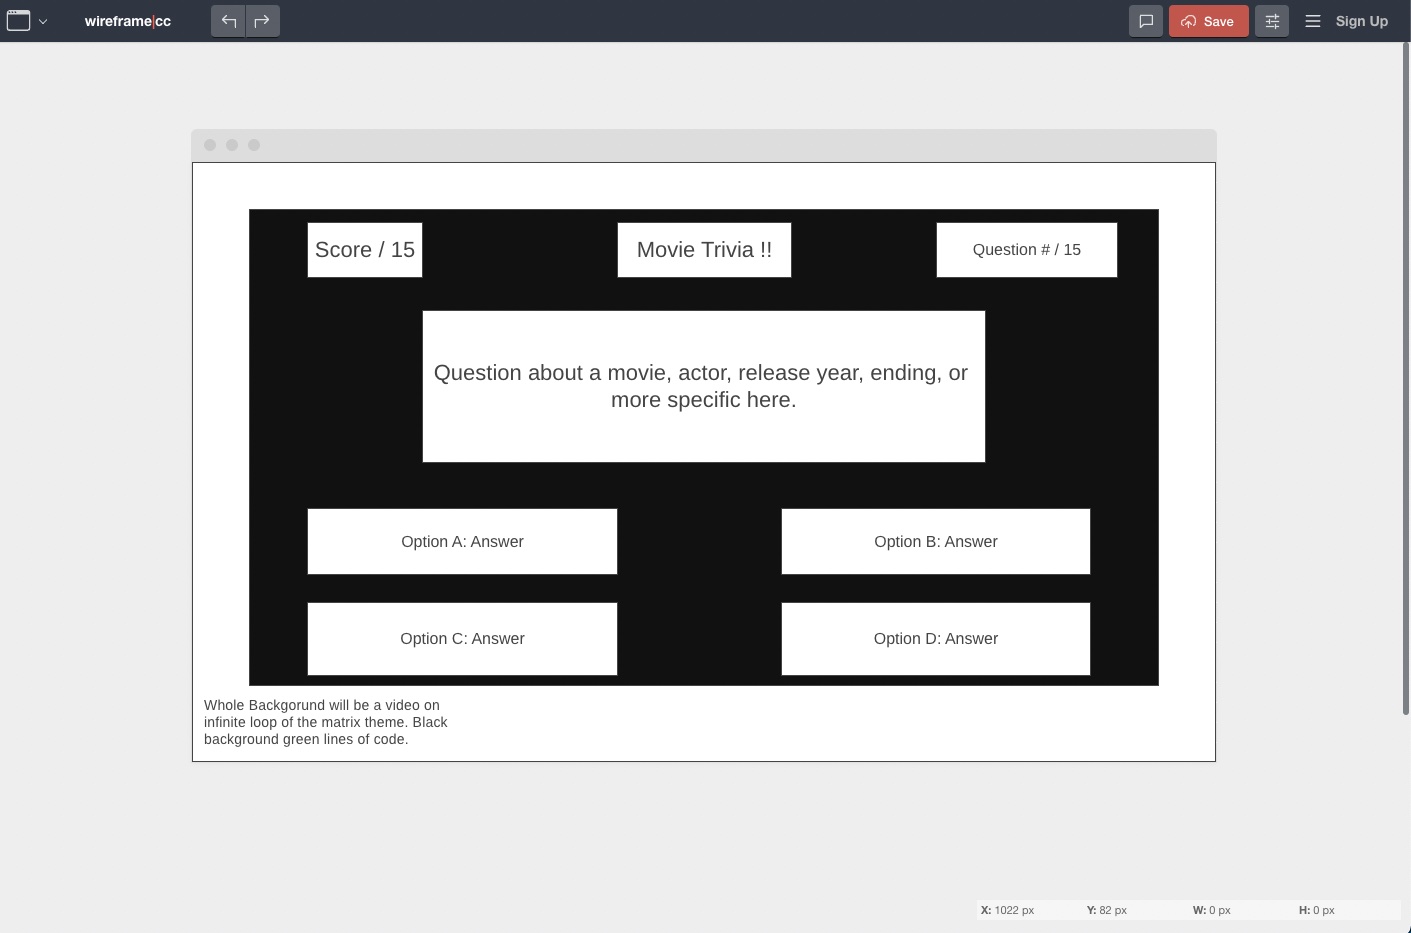 wireframe|cc
Save
Sign Up
Score / 15
Movie Trivia !!
Question # / 15
Question about a movie, actor, release year, ending, or
more specific here.
Option A: Answer
Option B: Answer
Option C: Answer
Option D: Answer
Whole Backgorund will be a video on
infinite loop of the matrix theme. Black
background green lines of code.
X: 1022 px
Y: 82 px
W: 0 px
H: 0 px